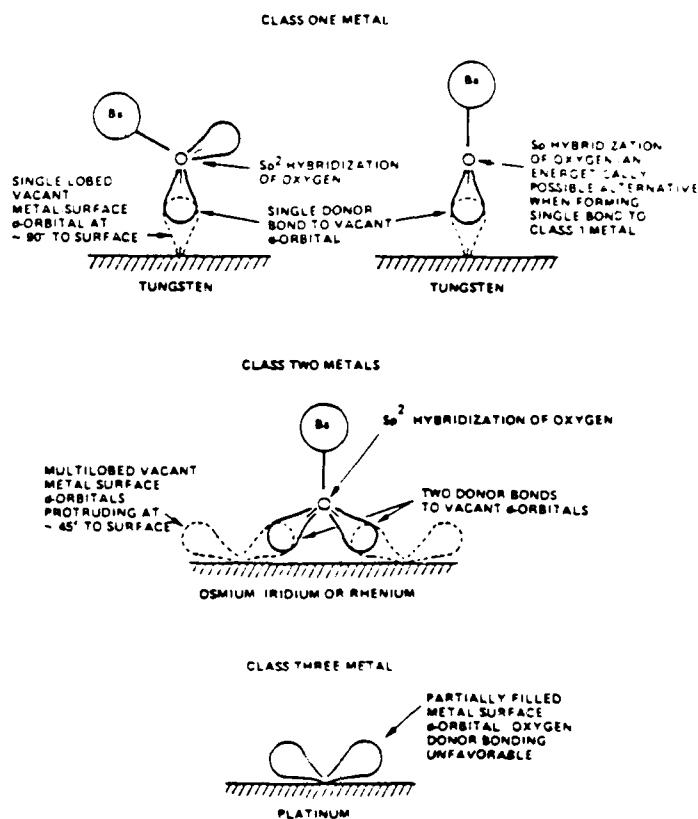 CLASS ONE METAL
Ba
Sp² HYBRIDIZATION
OF OXYGEN
SINGLE LOBED
VACANT
METAL SURFACE
d-ORBITAL AT
~ 90° TO SURFACE
SINGLE DONOR
BOND TO VACANT
d-ORBITAL
TUNGSTEN
Ba
Sp HYBRIDIZATION
OF OXYGEN: AN
ENERGETICALLY
POSSIBLE ALTERNATIVE
WHEN FORMING
SINGLE BOND TO
CLASS 1 METAL
TUNGSTEN
CLASS TWO METALS
Ba
Sp² HYBRIDIZATION OF OXYGEN
MULTILOBED VACANT
METAL SURFACE
d-ORBITALS
PROTRUDING AT
~ 45° TO SURFACE
TWO DONOR BONDS
TO VACANT d-ORBITALS
OSMIUM IRIDIUM OR RHENIUM
CLASS THREE METAL
PARTIALLY FILLED
METAL SURFACE
d-ORBITAL OXYGEN
DONOR BONDING
UNFAVORABLE
PLATINUM